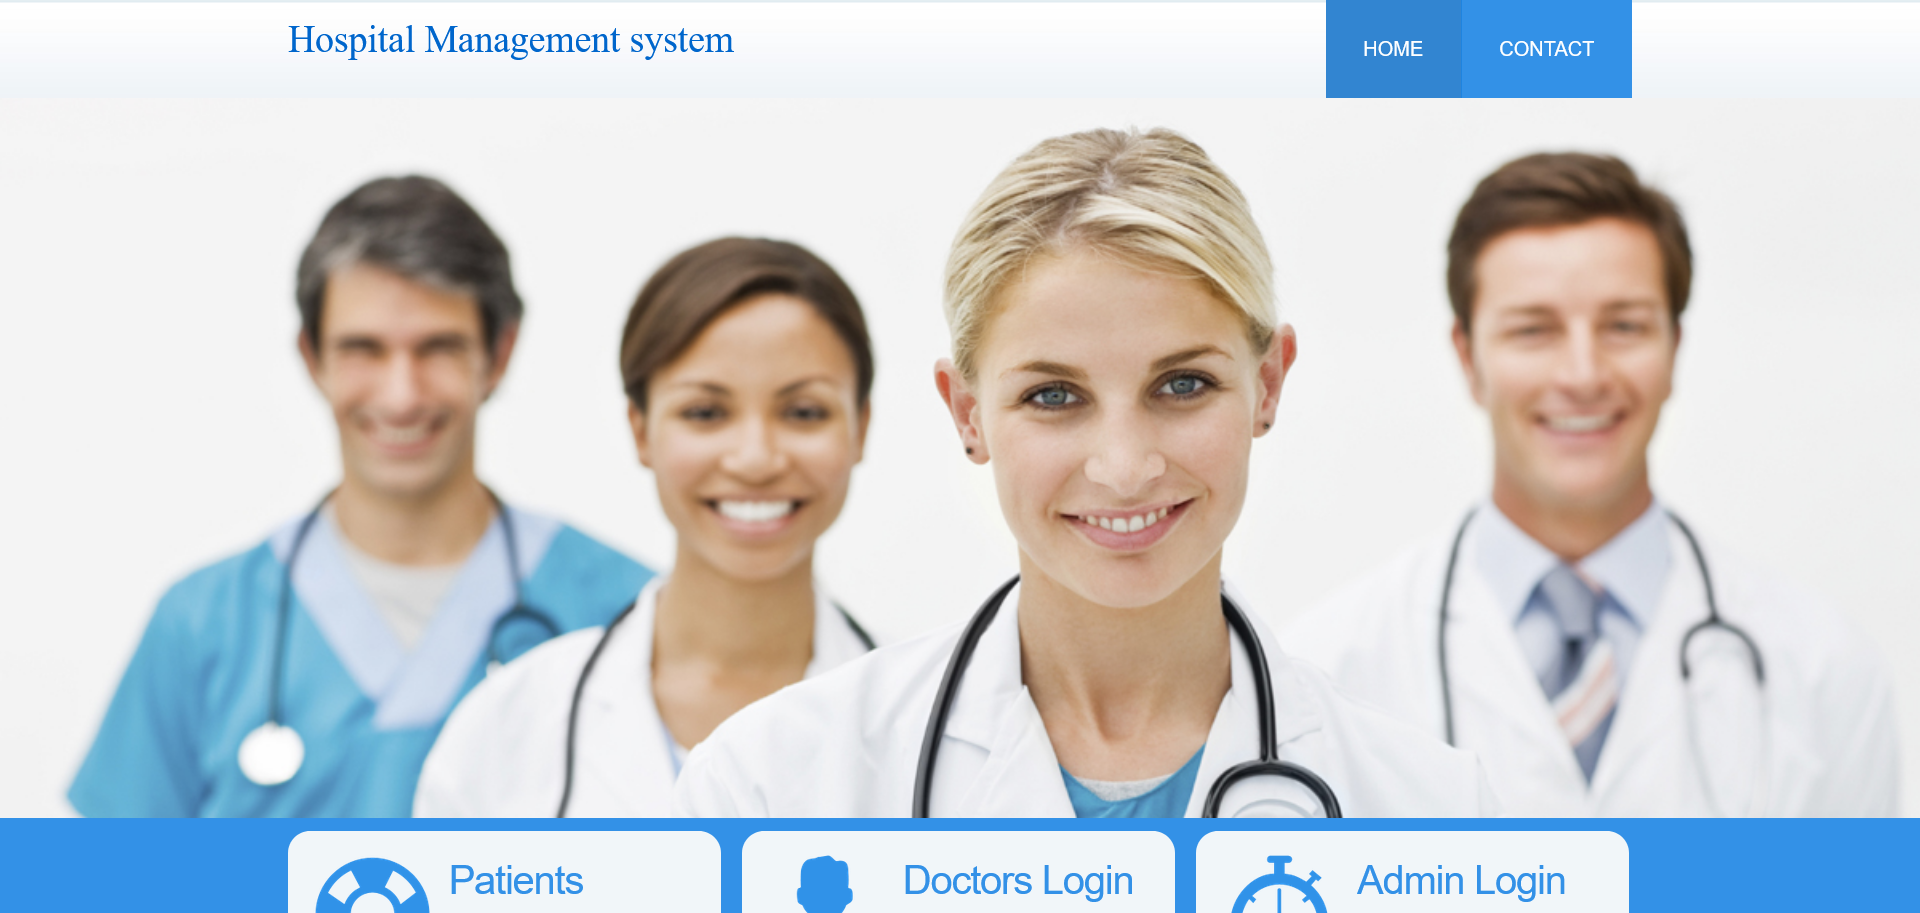 Hospital Management system
HOME
CONTACT
Patients
Doctors Login
Admin Login